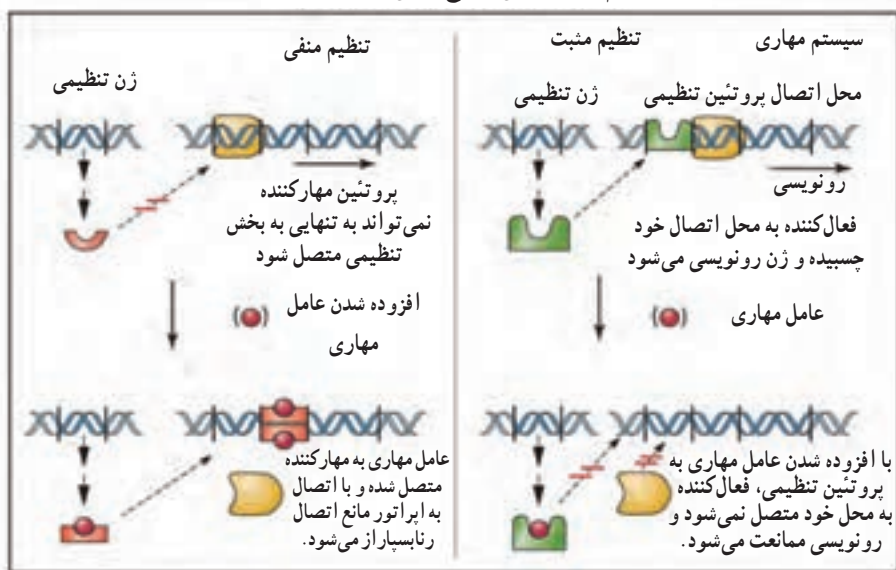 سیستم مهاری
تنظیم مثبت
محل اتصال پروتئین تنظیمی
ژن تنظیمی
رونویسی
فعال‌کننده به محل اتصال خود
چسبیده و ژن رونویسی می‌شود
عامل مهاری
با افزوده شدن عامل مهاری به
پروتئین تنظیمی، فعال‌کننده
به محل خود متصل نمی‌شود و
رونویسی ممانعت می‌شود.
تنظیم منفی
ژن تنظیمی
پروتئین مهارکننده
نمی‌تواند به تنهایی به بخش
تنظیمی متصل شود
افزوده شدن عامل
مهاری
عامل مهاری به مهارکننده
متصل شده و با اتصال
به اپراتور مانع اتصال
رنابسپاراز می‌شود.